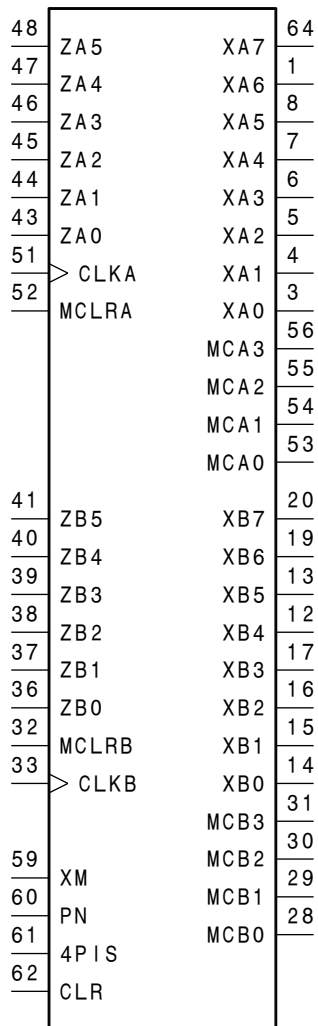 48 ZA5 XA7 64
47 ZA4 XA6 1
46 ZA3 XA5 8
45 ZA2 XA4 7
44 ZA1 XA3 6
43 ZA0 XA2 5
51 CLKA XA1 4
52 MCLRA XA0 3
MCA3 56
MCA2 55
MCA1 54
MCA0 53
41 ZB5 XB7 20
40 ZB4 XB6 19
39 ZB3 XB5 13
38 ZB2 XB4 12
37 ZB1 XB3 17
36 ZB0 XB2 16
32 MCLRB XB1 15
33 CLKB XB0 14
MCB3 31
59 XM MCB2 30
60 PN MCB1 29
61 4PIS MCB0 28
62 CLR